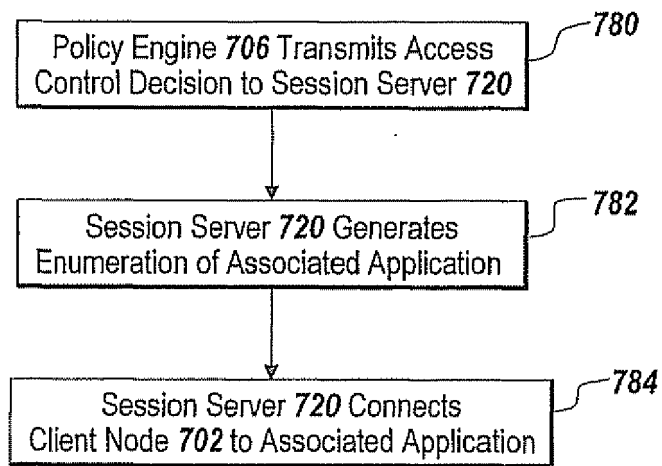 780
Policy Engine 706 Transmits Access
Control Decision to Session Server 720
782
Session Server 720 Generates
Enumeration of Associated Application
784
Session Server 720 Connects
Client Node 702 to Associated Application